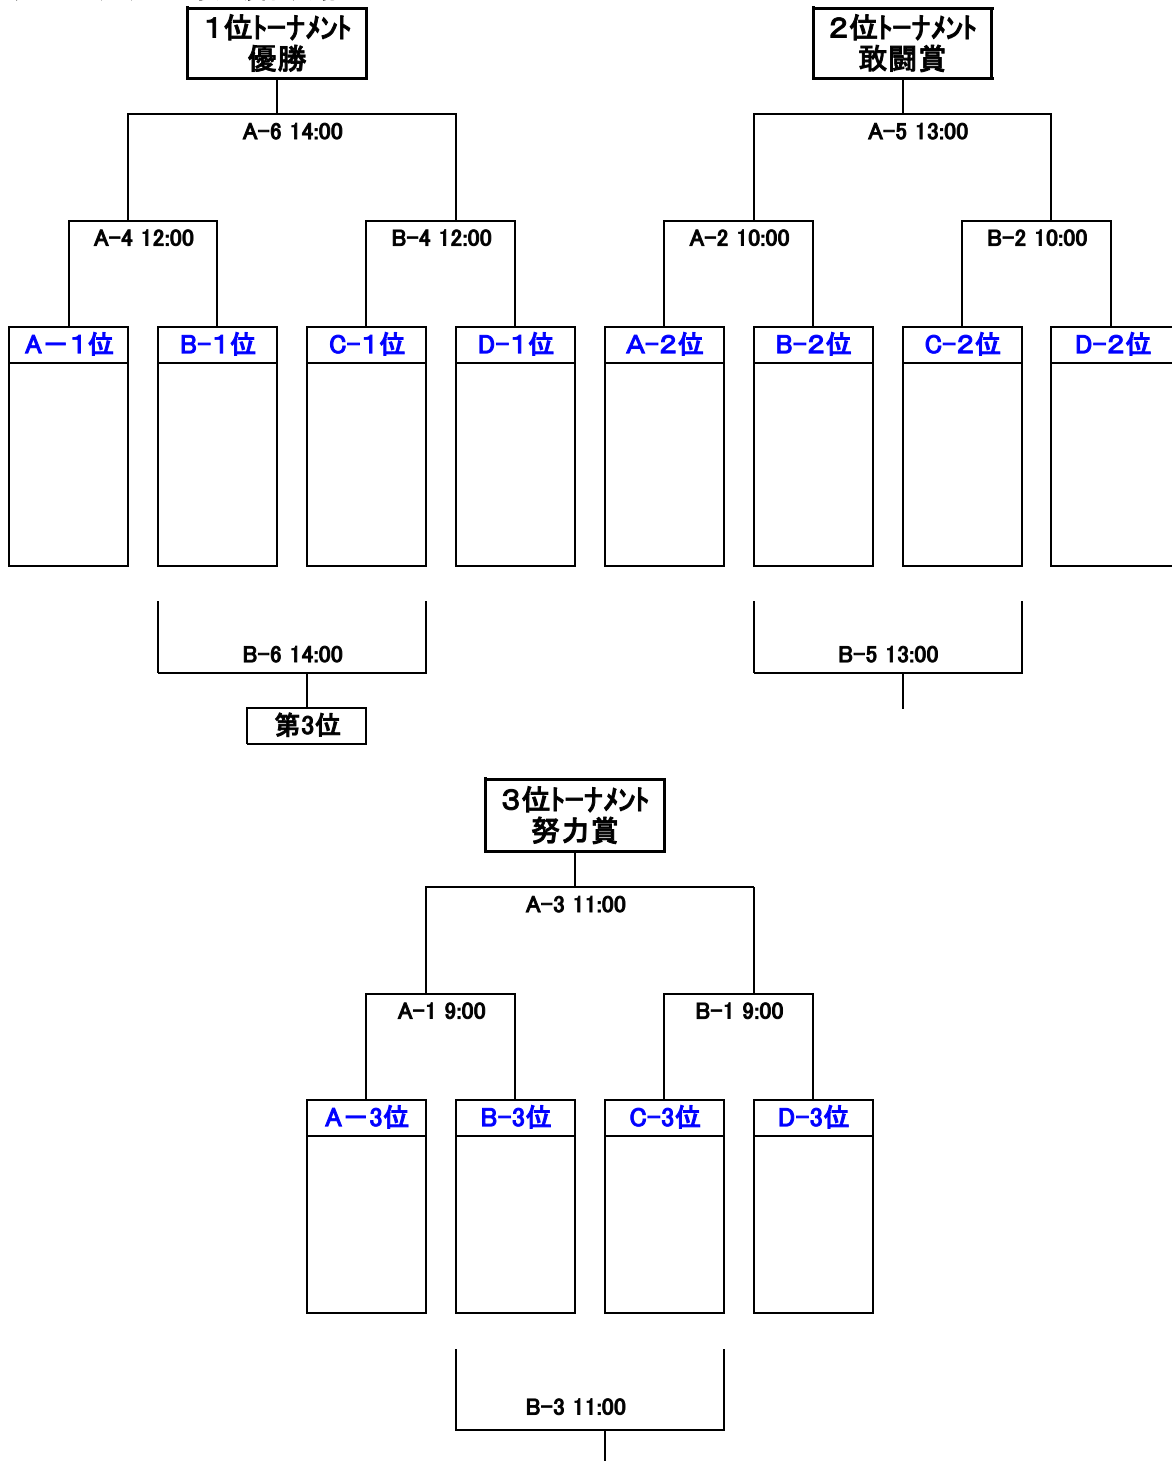 １位トーナメント
優勝
２位トーナメント
敢闘賞
A-6 14:00
A-5 13:00
A-4 12:00
B-4 12:00
A-2 10:00
B-2 10:00
Aー１位
B-１位
C-１位
D-１位
A-２位
B-２位
C-２位
D-２位
B-6 14:00
B-5 13:00
第3位
３位トーナメント
努力賞
A-3 11:00
A-1 9:00
B-1 9:00
Aー3位
B-3位
C-3位
D-3位
B-3 11:00